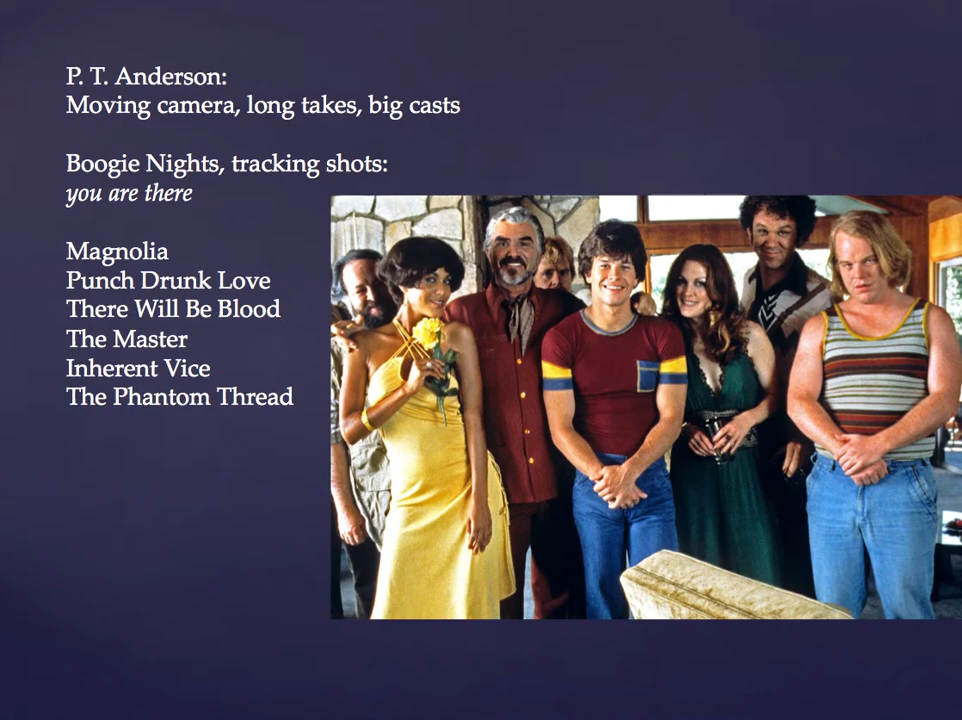 P. T. Anderson:
Moving camera, long takes, big casts
Boogie Nights, tracking shots:
you are there
Magnolia
Punch Drunk Love
There Will Be Blood
The Master
Inherent Vice
The Phantom Thread